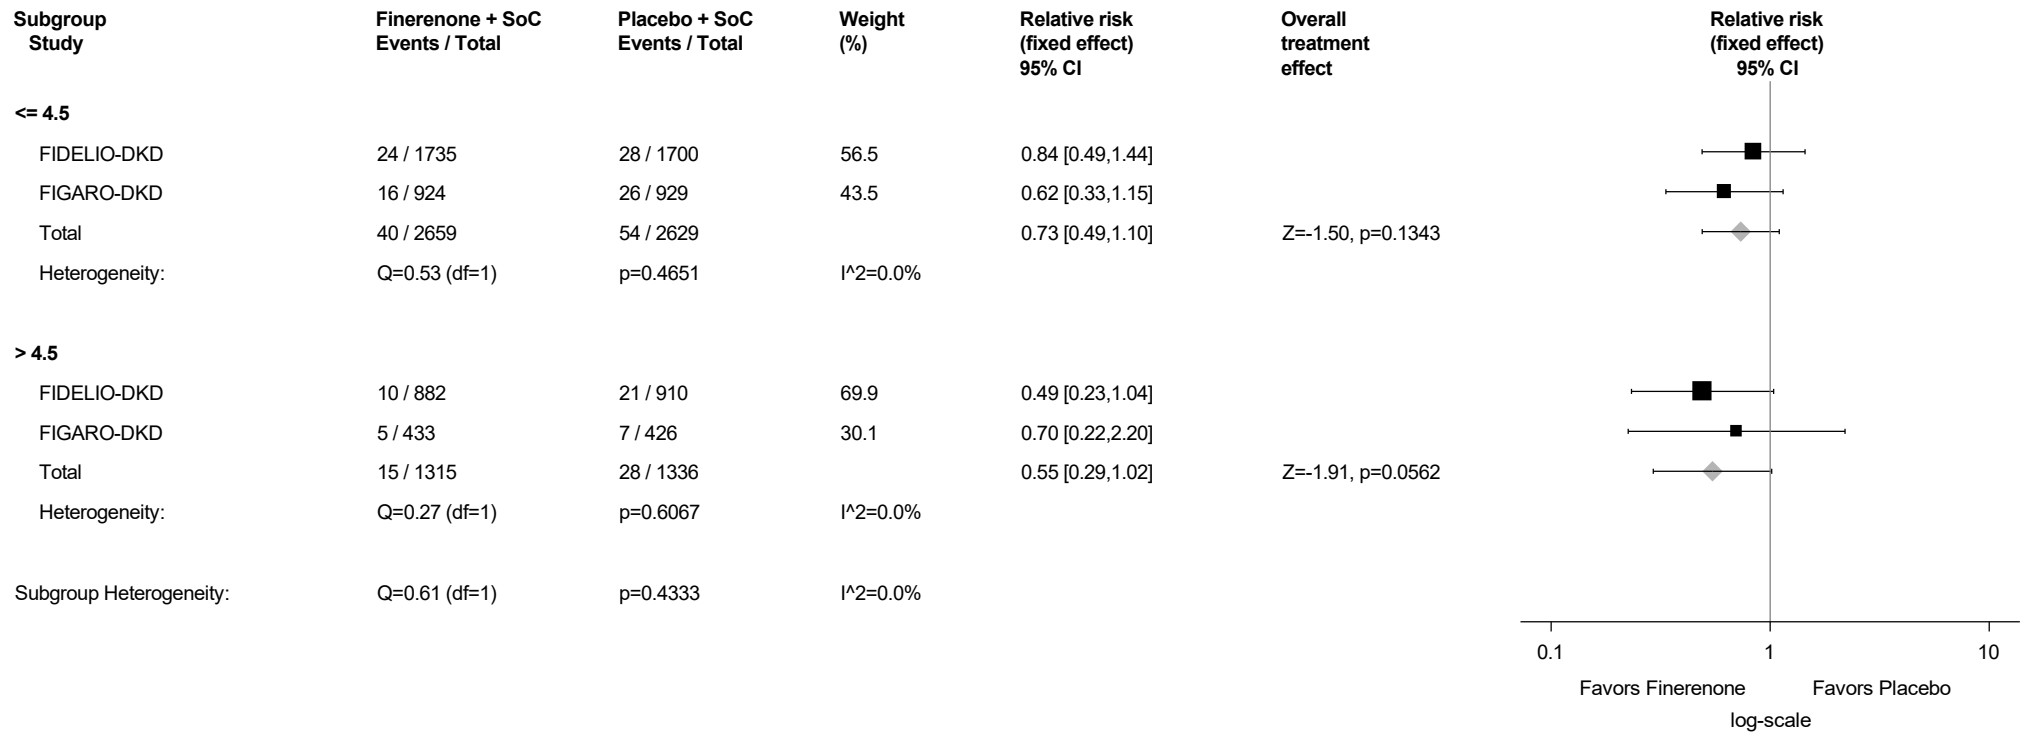 Subgroup Finerenone + SoC Placebo + SoC Weight Relative risk Overall Relative risk
Study Events / Total Events / Total (%) (fixed effect) treatment (fixed effect)
95% CI effect 95% CI
<= 4.5
FIDELIO-DKD 24 / 1735 28 / 1700 56.5 0.84 [0.49,1.44]
FIGARO-DKD 16 / 924 26 / 929 43.5 0.62 [0.33,1.15]
Total 40 / 2659 54 / 2629 0.73 [0.49,1.10] Z=-1.50, p=0.1343
Heterogeneity: Q=0.53 (df=1) p=0.4651 I^2=0.0%
> 4.5
FIDELIO-DKD 10 / 882 21 / 910 69.9 0.49 [0.23,1.04]
FIGARO-DKD 5 / 433 7 / 426 30.1 0.70 [0.22,2.20]
Total 15 / 1315 28 / 1336 0.55 [0.29,1.02] Z=-1.91, p=0.0562
Heterogeneity: Q=0.27 (df=1) p=0.6067 I^2=0.0%
Subgroup Heterogeneity: Q=0.61 (df=1) p=0.4333 I^2=0.0%
0.1 1 10
Favors Finerenone Favors Placebo
log-scale